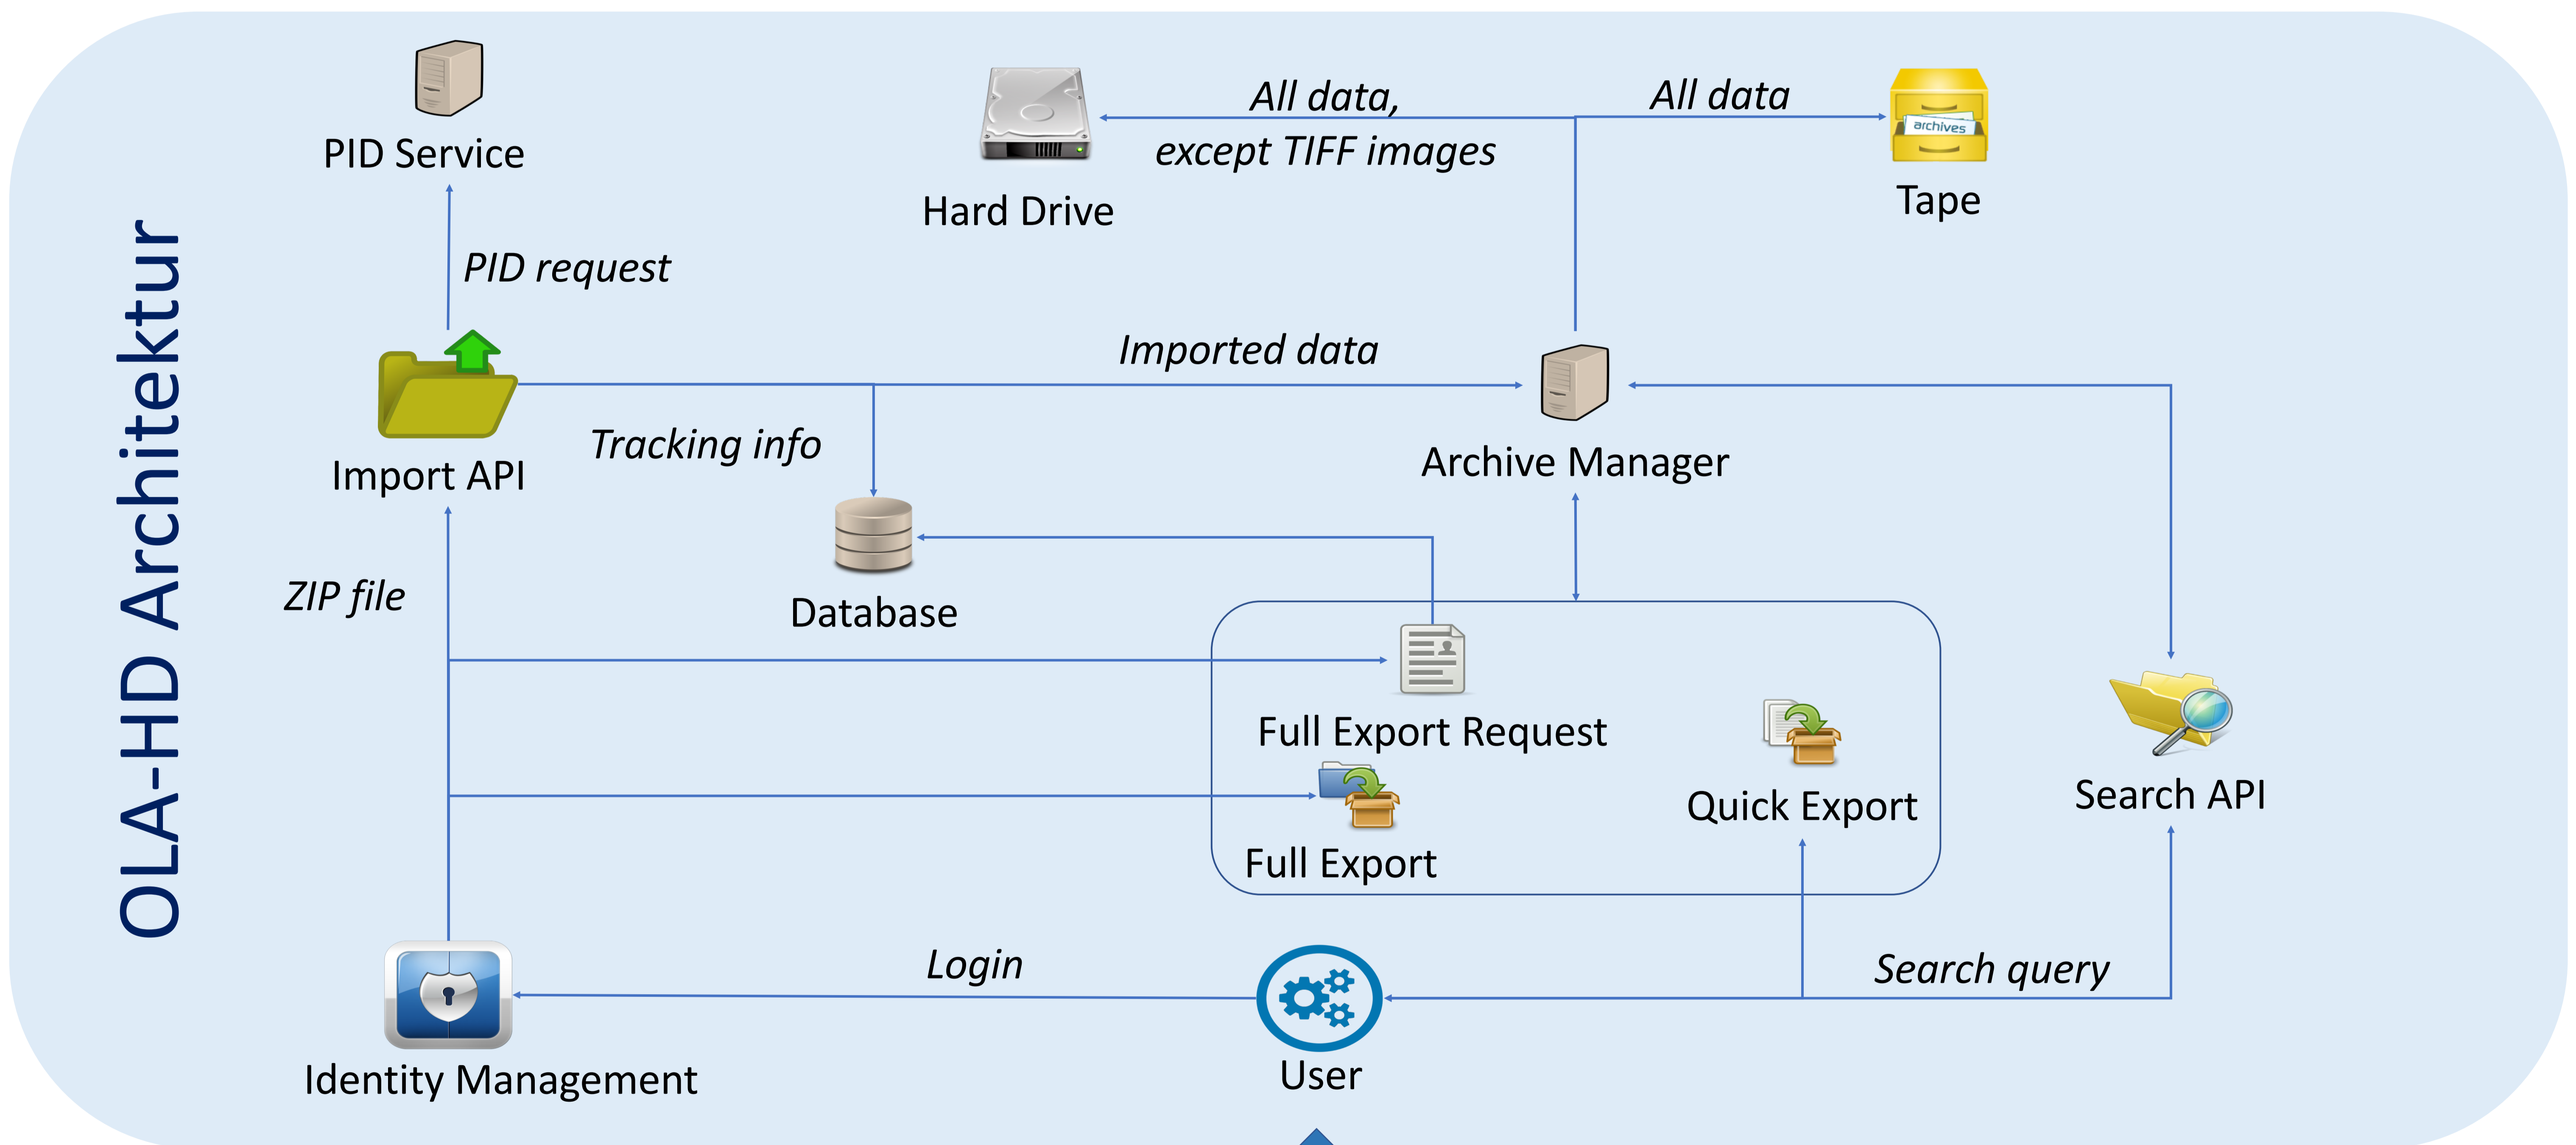 OLA-HD Architektur
PID Service
All data,
except TIFF images
All data
archives
Hard Drive
Tape
PID request
Imported data
Tracking info
Import API
Archive Manager
ZIP file
Database
Full Export Request
Quick Export
Search API
Full Export
Login
Search query
Identity Management
User